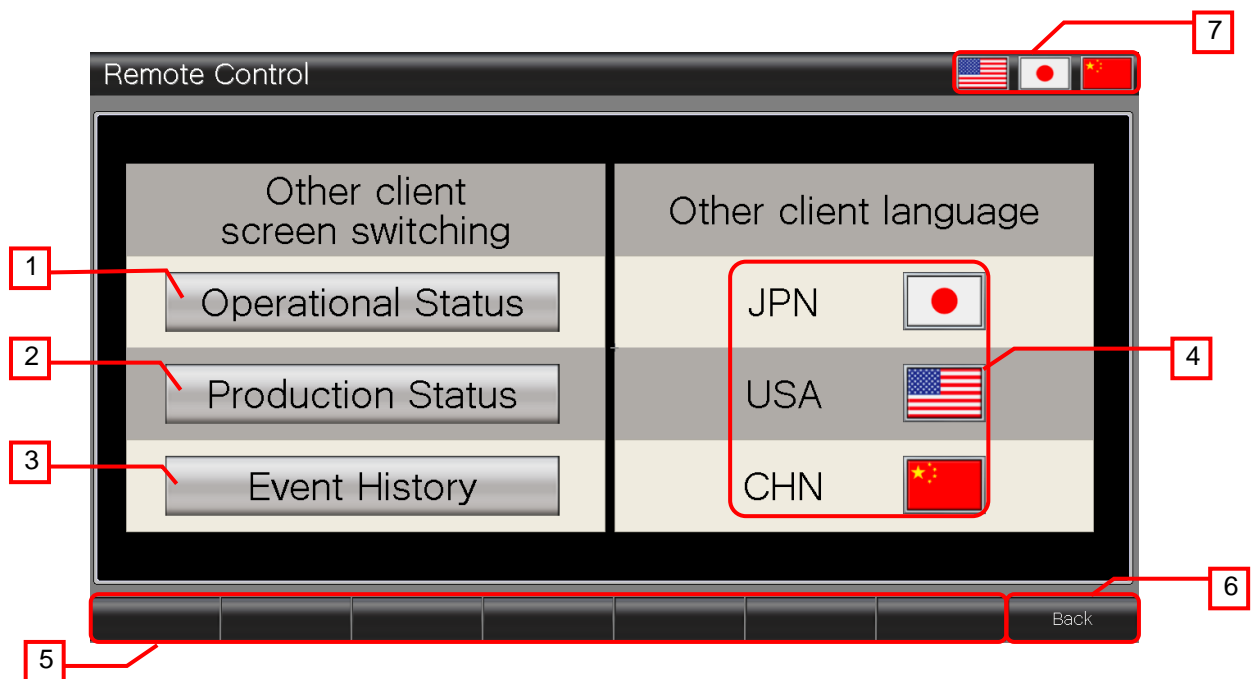 7
Remote Control
Other client
screen switching
Other client language
1
Operational Status
JPN
2
Production Status
USA
4
3
Event History
CHN
6
Back
5